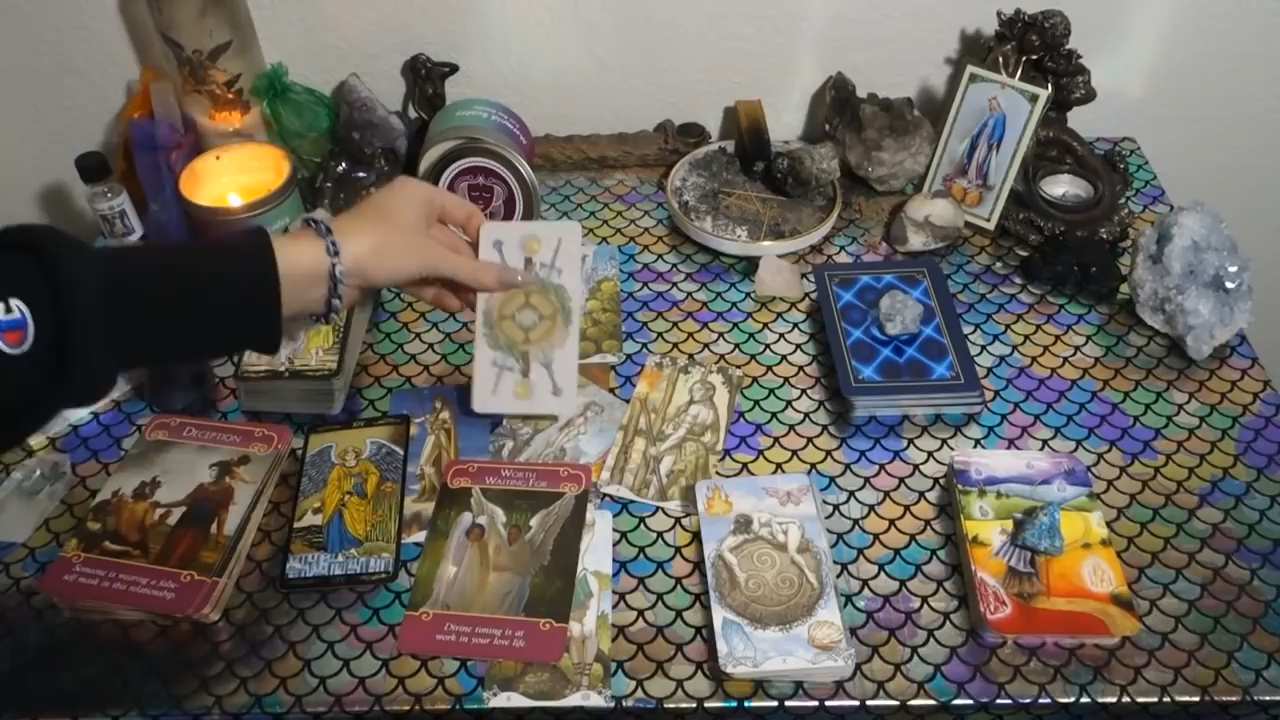 DECEPTION
Someone is wearing a false-
self mask in this relationship.
XIV
WORTH
WAITING FOR
Divine timing is at
work in your love life.
X